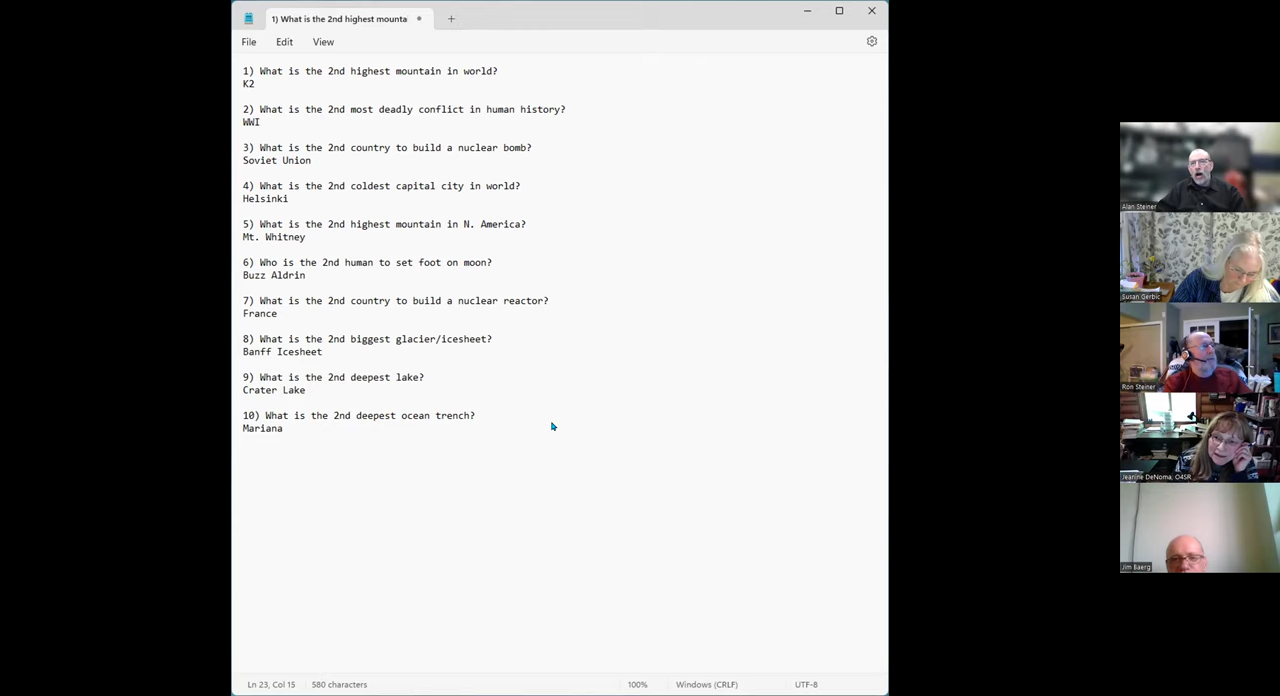 1) What is the 2nd highest mounta
File
Edit
View
1) What is the 2nd highest mountain in world?
K2
2) What is the 2nd most deadly conflict in human history?
WWI
3) What is the 2nd country to build a nuclear bomb?
Soviet Union
4) What is the 2nd coldest capital city in world?
Helsinki
5) What is the 2nd highest mountain in N. America?
Mt. Whitney
6) Who is the 2nd human to set foot on moon?
Buzz Aldrin
7) What is the 2nd country to build a nuclear reactor?
France
8) What is the 2nd biggest glacier/icesheet?
Banff Icesheet
9) What is the 2nd deepest lake?
Crater Lake
10) What is the 2nd deepest ocean trench?
Mariana
Ln 23, Col 15
580 characters
100%
Windows (CRLF)
UTF-8
Alan Steiner
Susan Gerbic
Ron Steiner
Jeanine DeNoma, O4SR
Jim Baerg